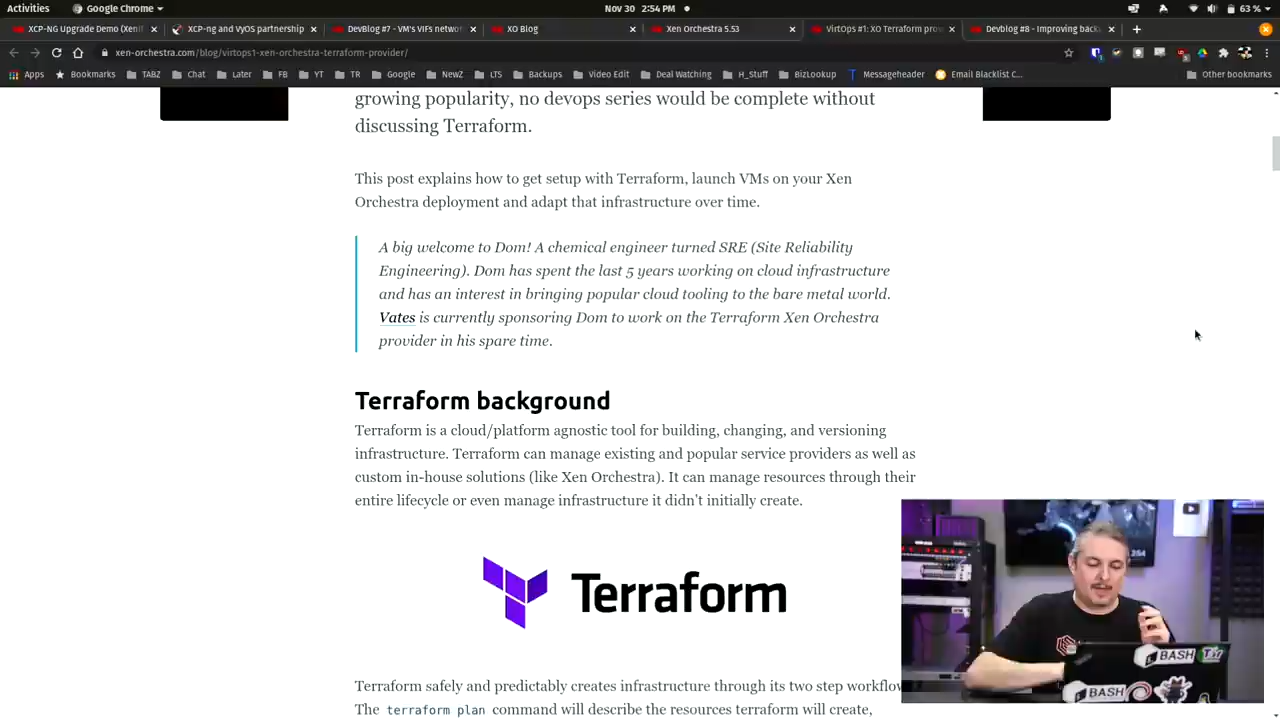 Activities
Google Chrome
Nov 30 2:54 PM
63 %
XCP-NG Upgrade Demo (Xen
XCP-ng and VyOS partnership
DevBlog #7 - VM's VIFs netwo
XO Blog
Xen Orchestra 5.53
VirtOps #1: XO Terraform pro
Devblog #8 - Improving back
xen-orchestra.com/blog/virtops1-xen-orchestra-terraform-provider/
Apps
Bookmarks
TABZ
Chat
Later
FB
YT
TR
Google
NewZ
LTS
Backups
Video Edit
Deal Watching
H_Stuff
BizLookup
Messageheader
Email Blacklist C...
Other bookmarks
growing popularity, no devops series would be complete without
discussing Terraform.
This post explains how to get setup with Terraform, launch VMs on your Xen
Orchestra deployment and adapt that infrastructure over time.
A big welcome to Dom! A chemical engineer turned SRE (Site Reliability
Engineering). Dom has spent the last 5 years working on cloud infrastructure
and has an interest in bringing popular cloud tooling to the bare metal world.
Vates is currently sponsoring Dom to work on the Terraform Xen Orchestra
provider in his spare time.
Terraform background
Terraform is a cloud/platform agnostic tool for building, changing, and versioning
infrastructure. Terraform can manage existing and popular service providers as well as
custom in-house solutions (like Xen Orchestra). It can manage resources through their
entire lifecycle or even manage infrastructure it didn't initially create.
Terraform
BASH
BASH
Terraform safely and predictably creates infrastructure through its two step workflow
The terraform plan command will describe the resources terraform will create,